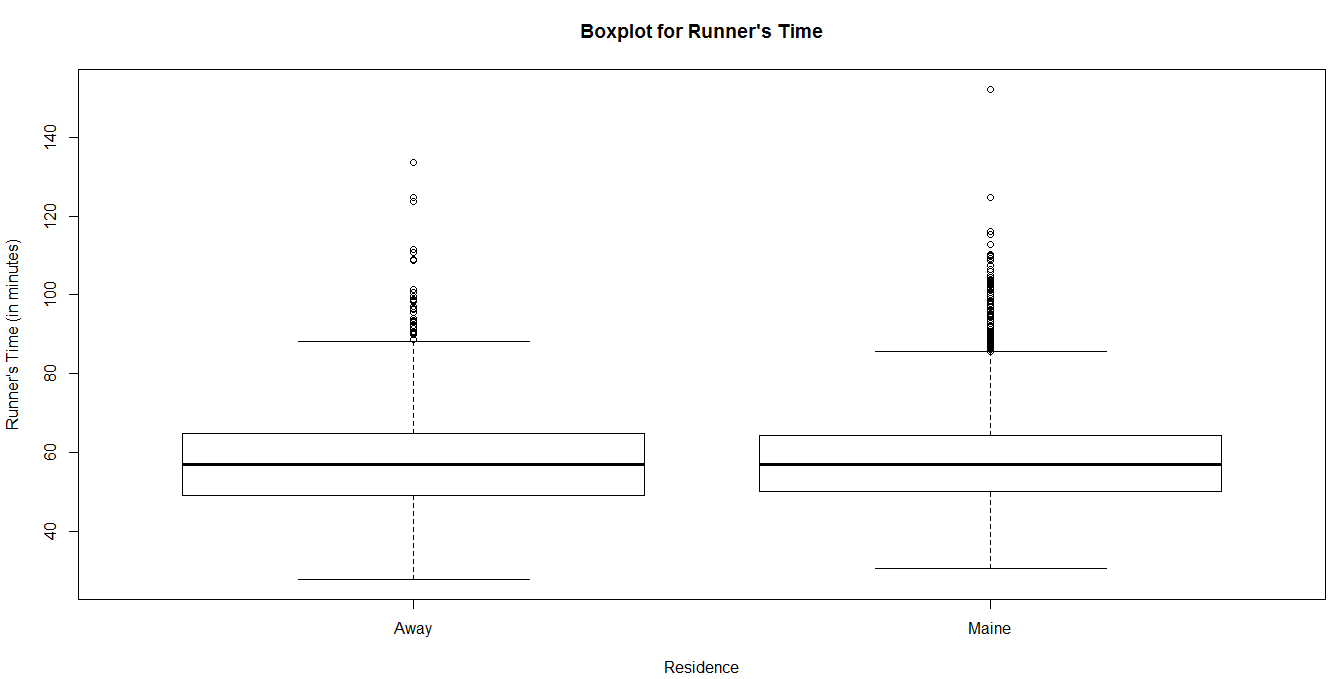 Boxplot for Runner's Time
Runner's Time (in minutes)
140
120
100
80
60
40
Away
Maine
Residence